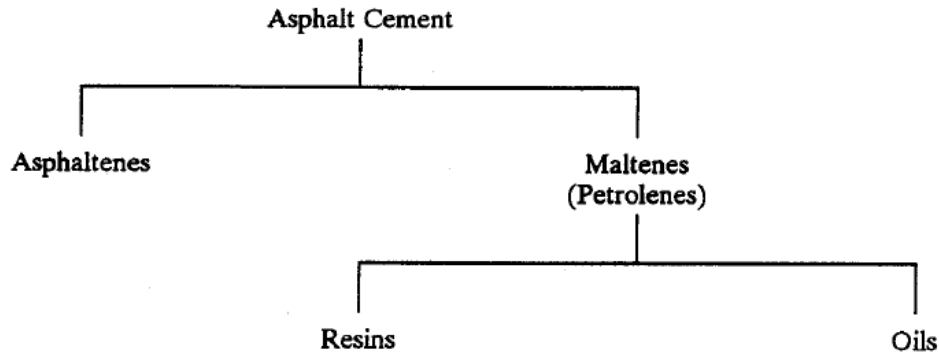 Asphalt Cement
Asphaltenes
Maltenes
(Petrolenes)
Resins
Oils